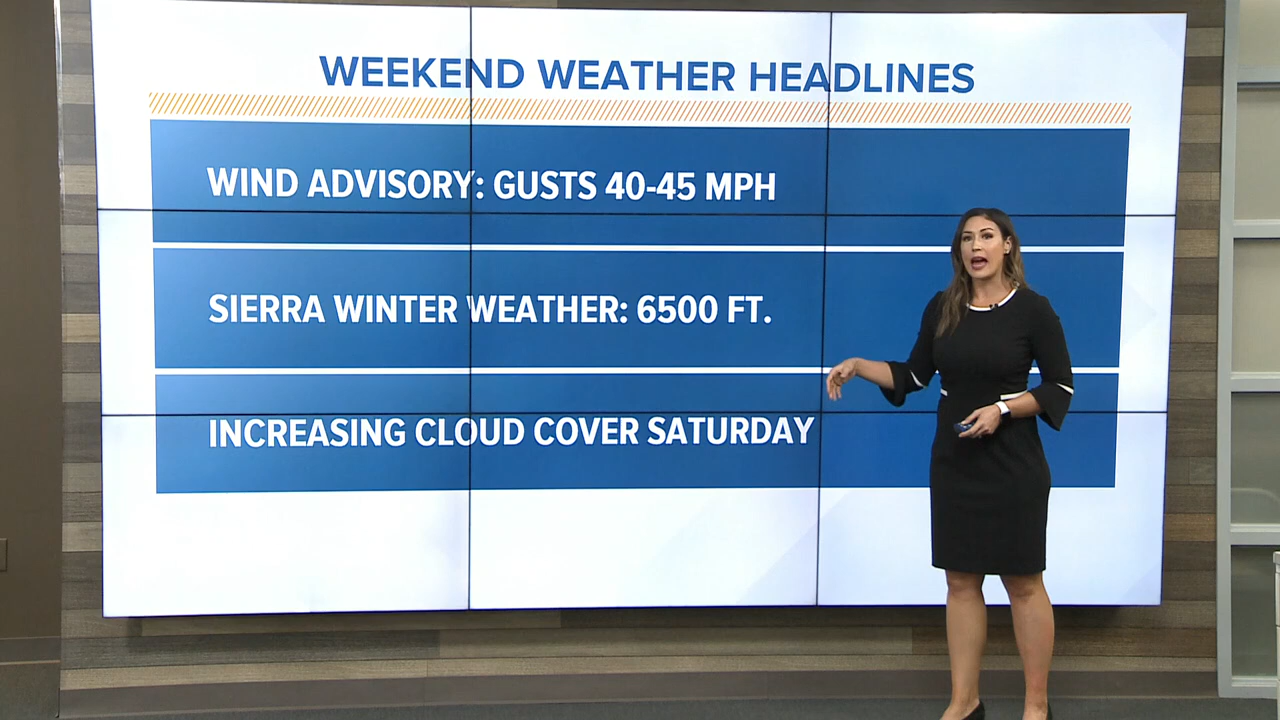 WEEKEND WEATHER HEADLINES
WIND ADVISORY: GUSTS 40-45 MPH
SIERRA WINTER WEATHER: 6500 FT.
INCREASING CLOUD COVER SATURDAY